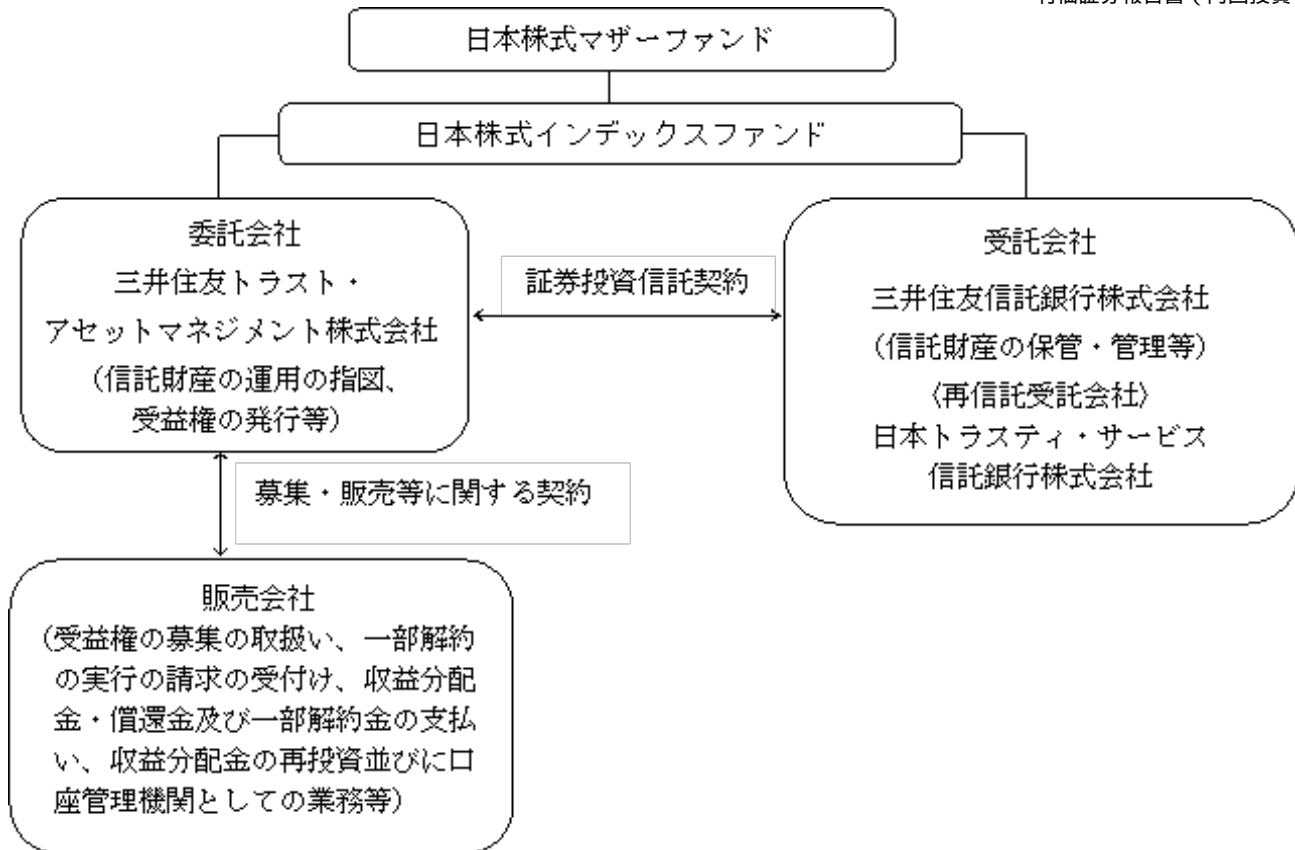 日本株式マザーファンド
日本株式インデックスファンド
委託会社
三井住友トラスト・
アセットマネジメント株式会社
(信託財産の運用の指図、
受益権の発行等)
証券投資信託契約
受託会社
三井住友信託銀行株式会社
(信託財産の保管・管理等)
〈再信託受託会社〉
日本トラスティ・サービス
信託銀行株式会社
募集・販売等に関する契約
販売会社
(受益権の募集の取扱い、一部解約
の実行の請求の受付け、収益分配
金・償還金及び一部解約金の支払
い、収益分配金の再投資並びに口
座管理機関としての業務等)